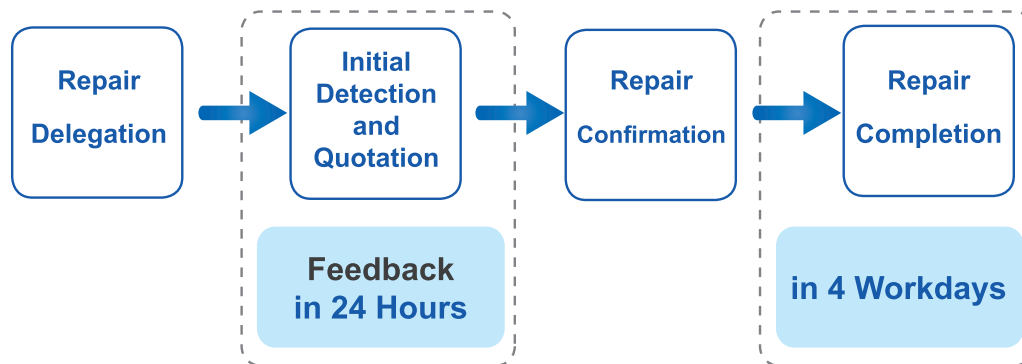 Repair
Delegation
Initial
Detection
and
Quotation
Repair
Confirmation
Repair
Completion
Feedback
in 24 Hours
in 4 Workdays